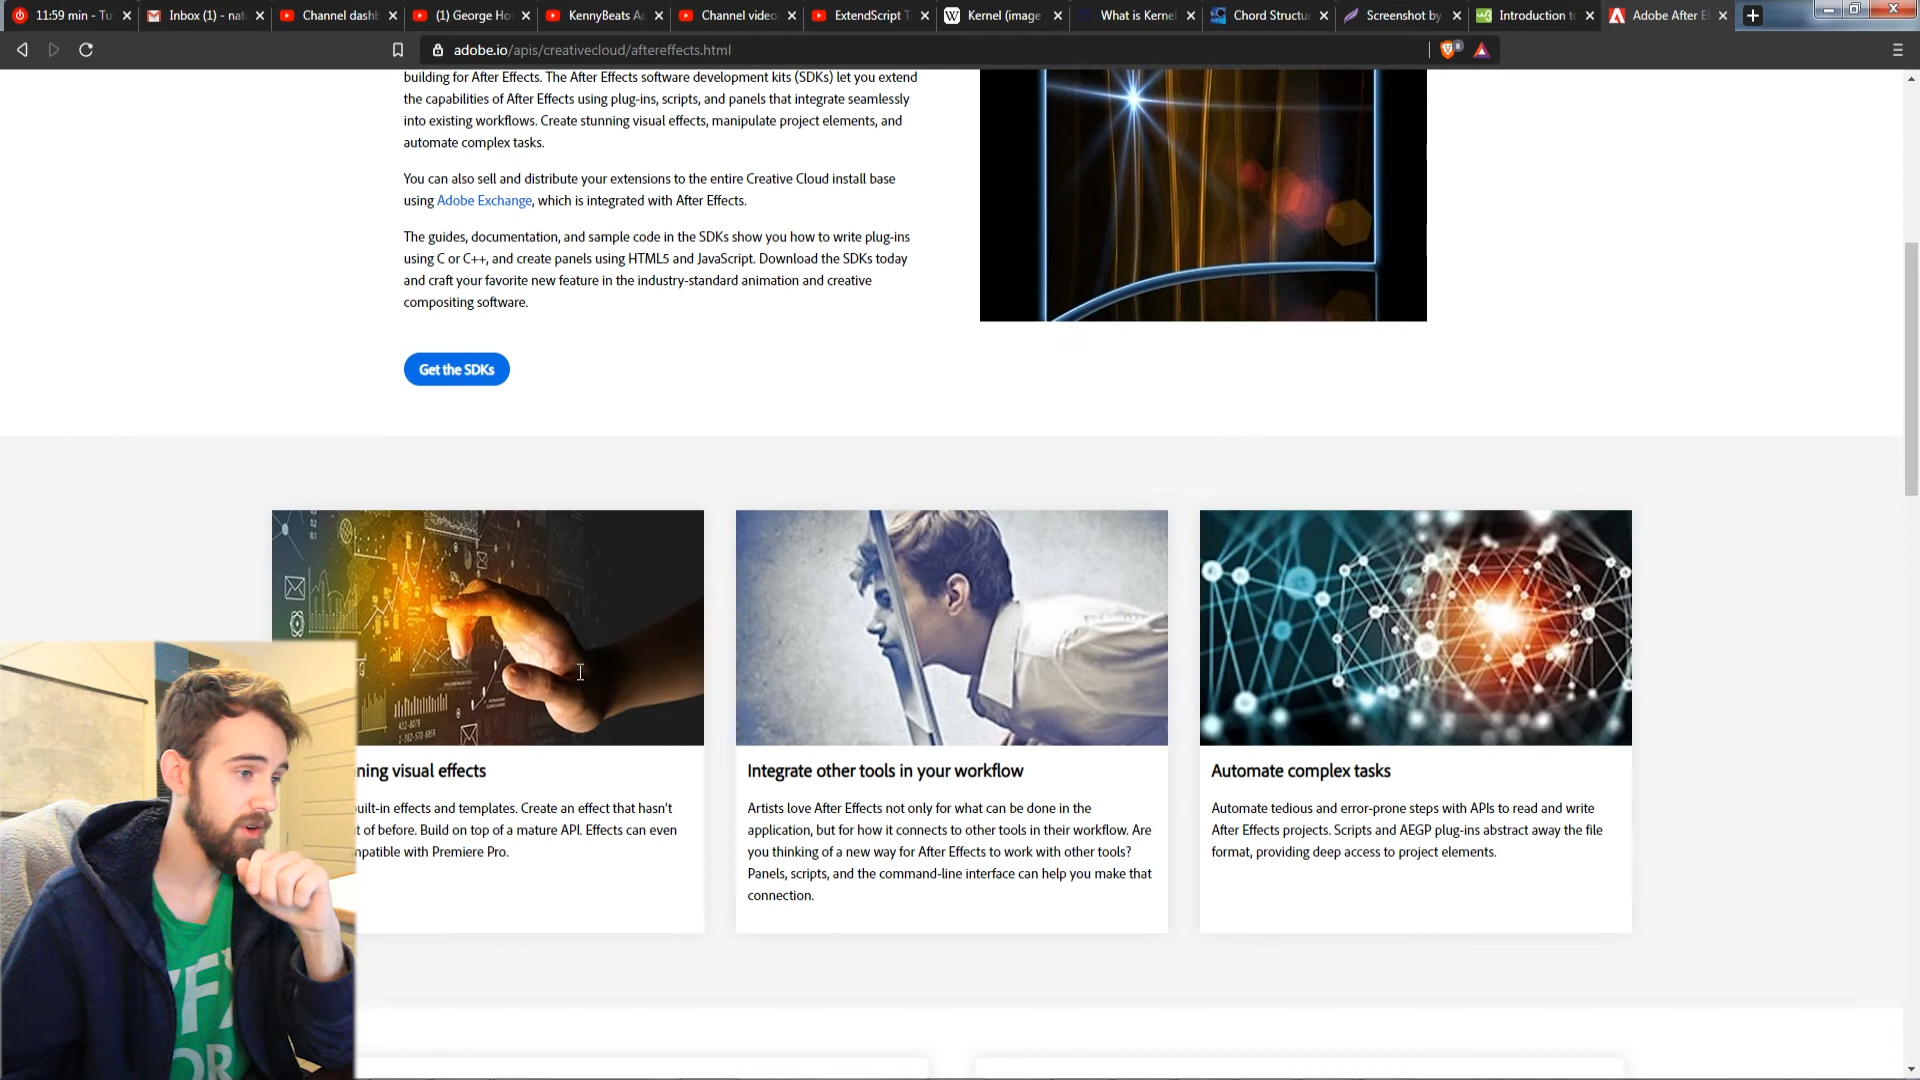 11:59 min - Tu
Inbox (1) - nat
Channel dash
(1) George Ho
KennyBeats A
Channel video
ExtendScript T
W Kernel (image
What is Kernel
Chord Structu
Screenshot by
Introduction to
Adobe After E
adobe.io/apis/creativecloud/aftereffects.html
building for After Effects. The After Effects software development kits (SDKs) let you extend
the capabilities of After Effects using plug-ins, scripts, and panels that integrate seamlessly
into existing workflows. Create stunning visual effects, manipulate project elements, and
automate complex tasks.
You can also sell and distribute your extensions to the entire Creative Cloud install base
using Adobe Exchange, which is integrated with After Effects.
The guides, documentation, and sample code in the SDKs show you how to write plug-ins
using C or C++, and create panels using HTML5 and JavaScript. Download the SDKs today
and craft your favorite new feature in the industry-standard animation and creative
compositing software.
Get the SDKs
ning visual effects
uilt-in effects and templates. Create an effect that hasn't
t of before. Build on top of a mature API. Effects can even
mpatible with Premiere Pro.
Integrate other tools in your workflow
Artists love After Effects not only for what can be done in the
application, but for how it connects to other tools in their workflow. Are
you thinking of a new way for After Effects to work with other tools?
Panels, scripts, and the command-line interface can help you make that
connection.
Automate complex tasks
Automate tedious and error-prone steps with APIs to read and write
After Effects projects. Scripts and AEGP plug-ins abstract away the file
format, providing deep access to project elements.